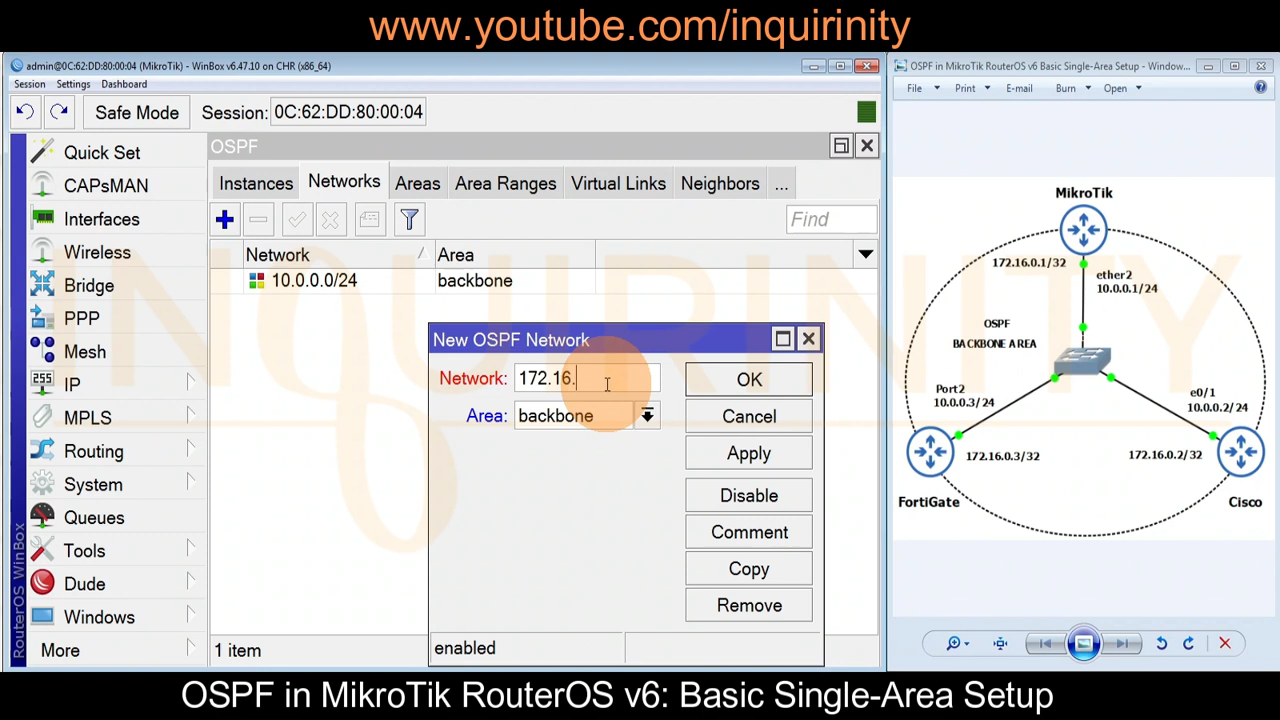 www.youtube.com/inquirinity
admin@0C:62:DD:80:00:04 (MikroTik) - WinBox v6.47.10 on CHR (x86_64)
Session Settings Dashboard
Safe Mode Session: 0C:62:DD:80:00:04
Quick Set
CAPsMAN
Interfaces
Wireless
Bridge
PPP
Mesh
IP
MPLS
Routing
System
Queues
Tools
Dude
Windows
More
RouterOS WinBox
OSPF
Instances Networks Areas Area Ranges Virtual Links Neighbors ...
Find
Network Area
10.0.0.0/24 backbone
New OSPF Network
Network: 172.16. OK
Area: backbone Cancel
Apply
Disable
Comment
Copy
Remove
enabled
1 item
OSPF in MikroTik RouterOS v6 Basic Single-Area Setup - Window...
File Print E-mail Burn Open
MikroTik
172.16.0.1/32
ether2
10.0.0.1/24
OSPF
BACKBONE AREA
Port2
10.0.0.3/24
e0/1
10.0.0.2/24
172.16.0.3/32
172.16.0.2/32
FortiGate
Cisco
INQUIRINITY
OSPF in MikroTik RouterOS v6: Basic Single-Area Setup